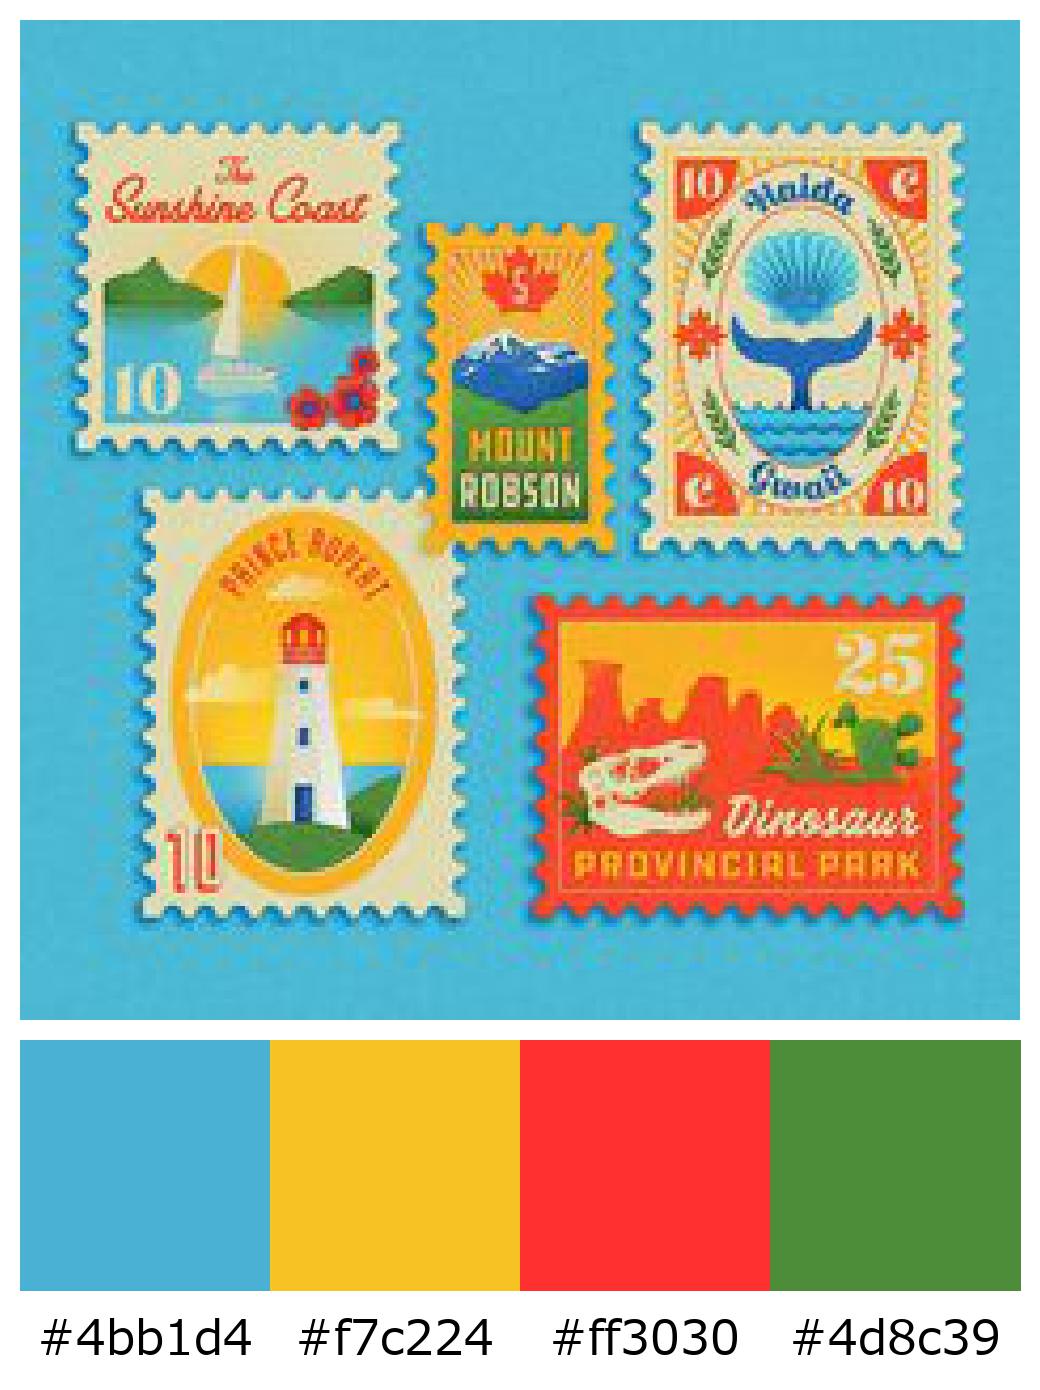 The
Sunshine Coast
10
5
MOUNT
ROBSON
10 c
Haida
Gwaii
c 10
PRINCE RUPERT
10
25
Dinosaur
PROVINCIAL PARK
#4bb1d4 #f7c224 #ff3030 #4d8c39